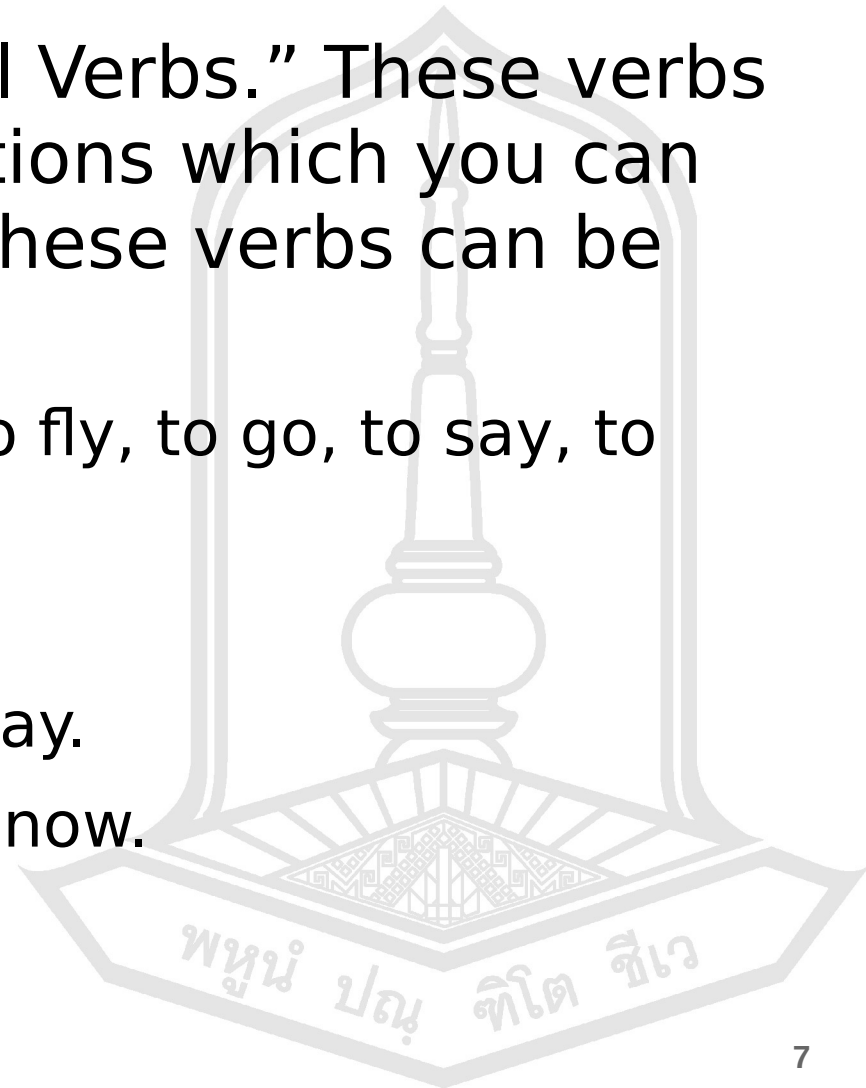 l Verbs.” These verbs
tions which you can
hese verbs can be
o fly, to go, to say, to
ay.
now.
พหูนํ ปณฺ ฑิโต ชีเว
7